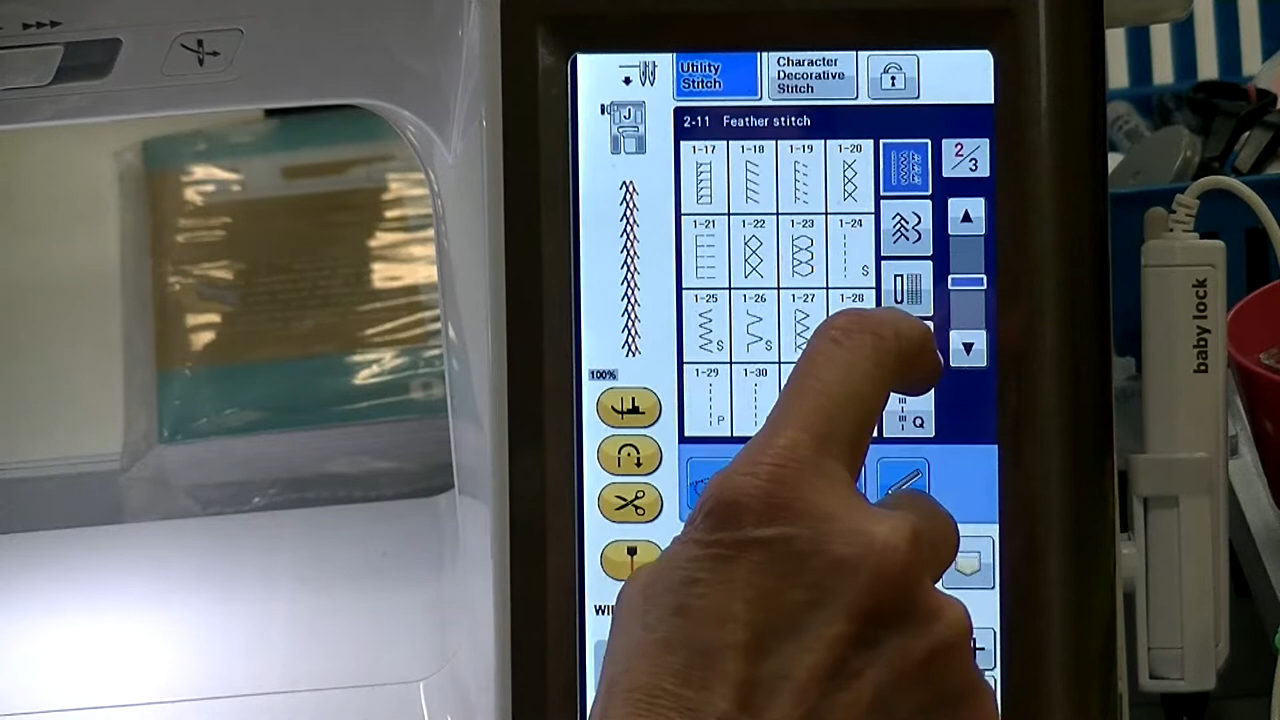 Utility
Stitch
Character
Decorative
Stitch
J
2-11 Feather stitch
1-17 1-18 1-19 1-20
2/3
1-21 1-22 1-23 1-24
S
1-25 1-26 1-27 1-28
S S
100%
1-29 1-30
P
Q
WI
baby lock